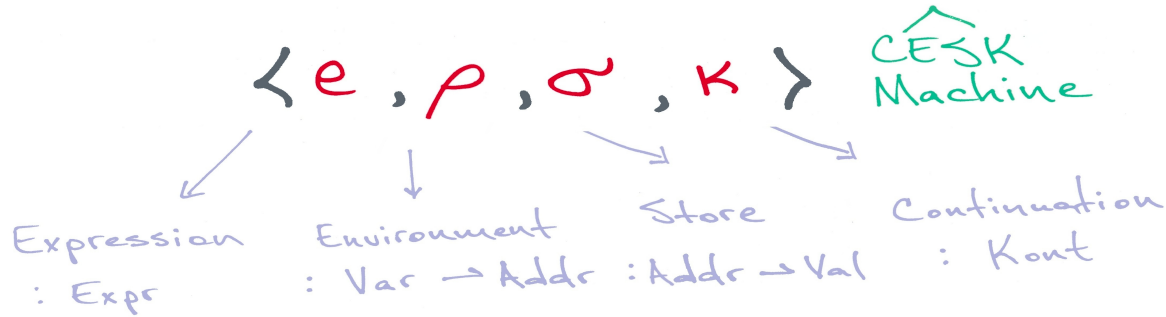 <e, ρ, σ, κ>
CESK
Machine
Expression
: Expr
Environment
: Var → Addr
Store
: Addr → Val
Continuation
: Kont